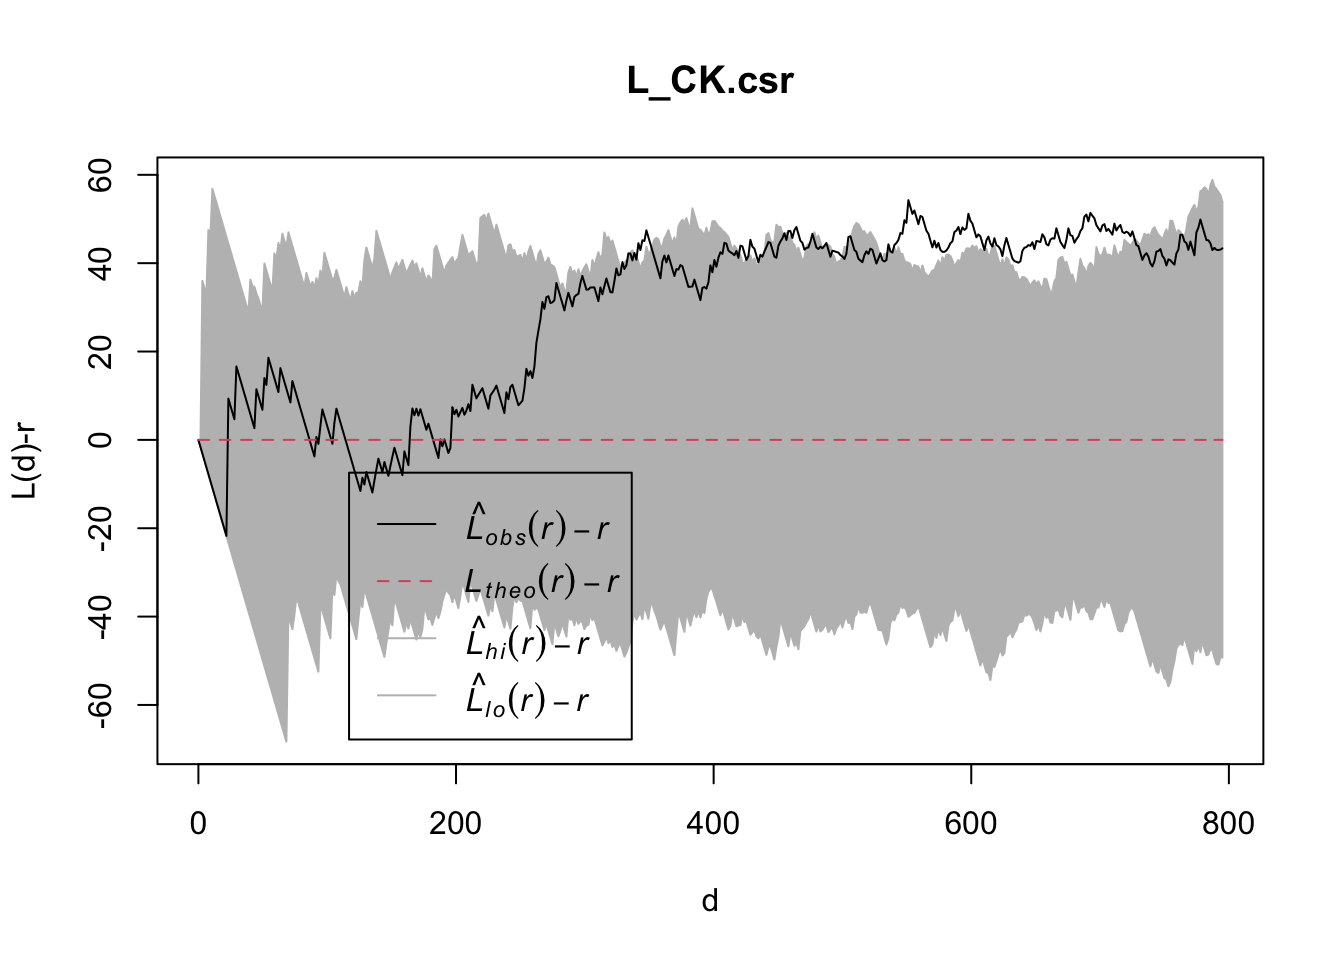 L_CK.csr
60
40
20
0
-20
-40
-60
L(d)-r
L̂obs(r) − r
Ltheo(r) − r
L̂hi(r) − r
L̂lo(r) − r
0 200 400 600 800
d